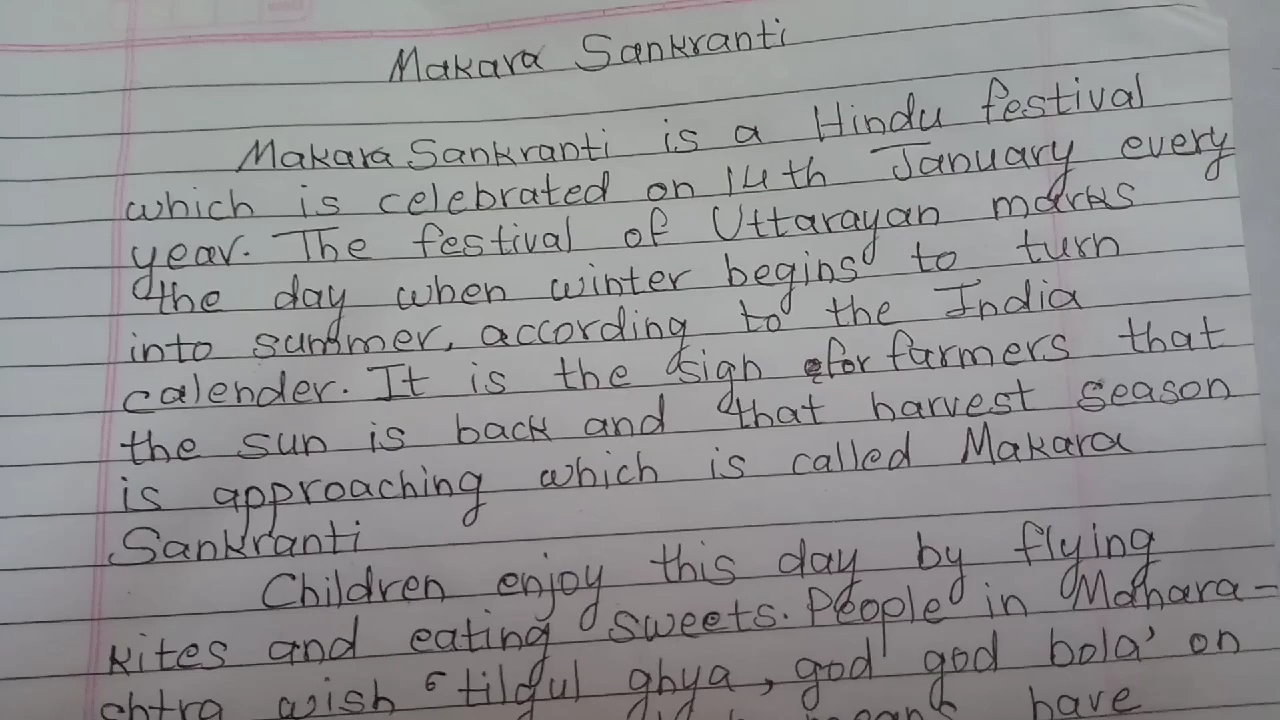 Makara Sankranti
Makara Sankranti is a Hindu festival
which is celebrated on 14th January every
year. The festival of Uttarayan marks
the day when winter begins to turn
into summer, according to the India
calender. It is the sign for farmers that
the sun is back and that harvest season
is approaching which is called Makara
Sankranti
Children enjoy this day by flying
kites and eating sweets. People in Mahara-
shtra wish 'tilgul ghya, god god bola' on
have